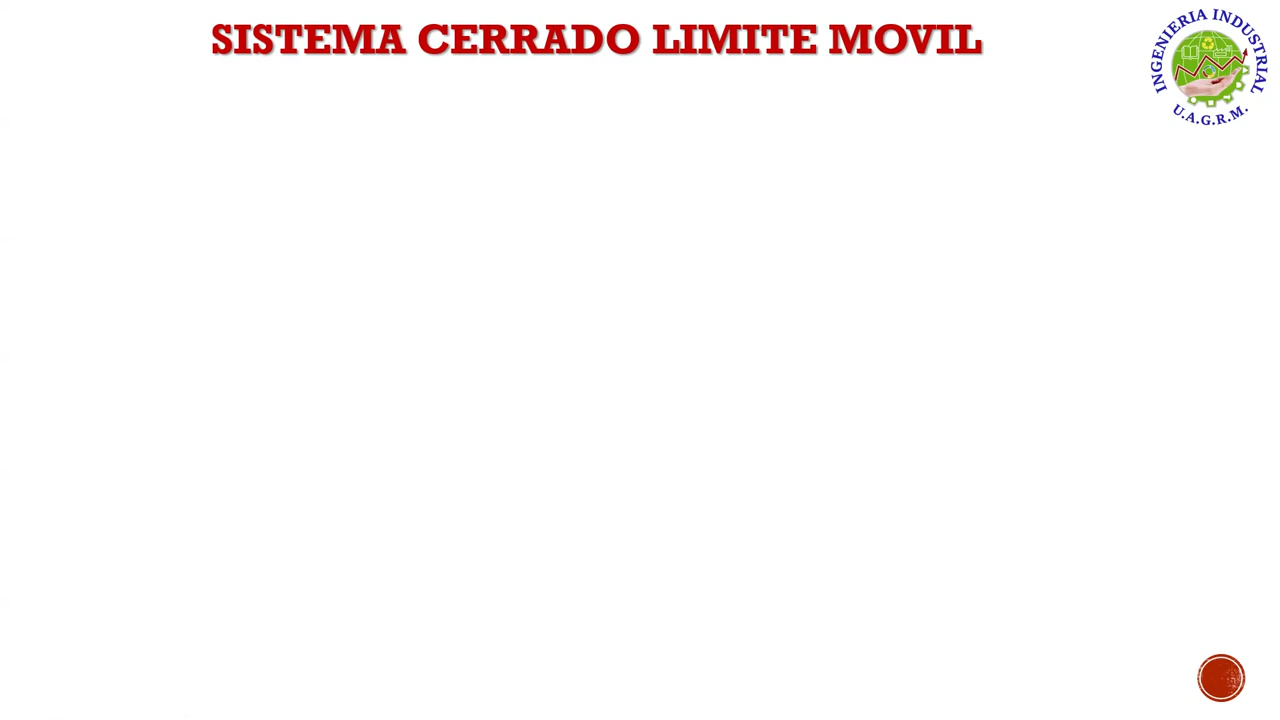 SISTEMA CERRADO LIMITE MOVIL
INGENIERIA INDUSTRIAL
U.A.G.R.M.